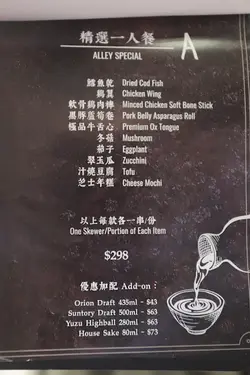 精選一人餐 A
ALLEY SPECIAL
鱈魚乾 Dried Cod Fish
鷄翼 Chicken Wing
軟骨鷄肉棒 Minced Chicken Soft Bone Stick
黑豚蘆筍卷 Pork Belly Asparagus Roll
極品牛舌心 Premium Ox Tongue
冬菇 Mushroom
茄子 Eggplant
翠玉瓜 Zucchini
汁燒豆腐 Tofu
芝士年糕 Cheese Mochi
以上每款各一串/份
One Skewer/Portion of Each Item
$298
優惠加配 Add-on :
Orion Draft 435ml - $43
Suntory Draft 500ml - $63
Yuzu Highball 280ml - $63
House Sake 80ml - $73